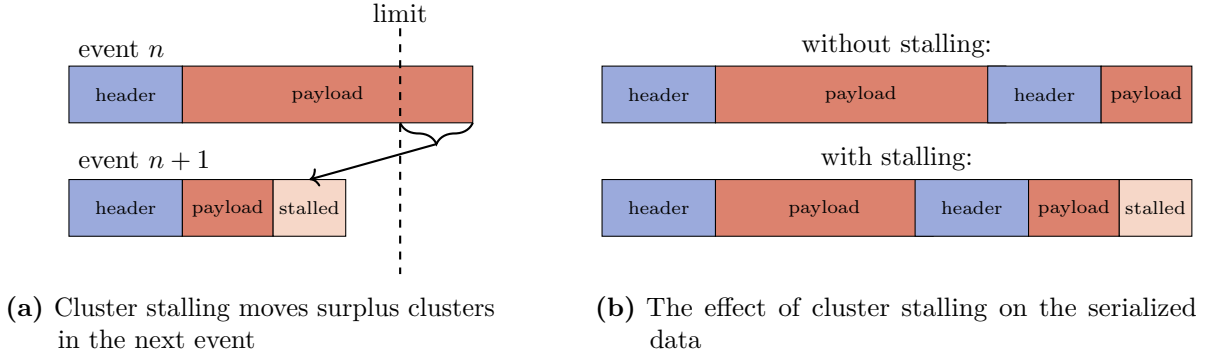 limit
event n
header payload
event n + 1
header payload stalled
(a) Cluster stalling moves surplus clusters
in the next event
without stalling:
header payload header payload
with stalling:
header payload header payload stalled
(b) The effect of cluster stalling on the serialized
data